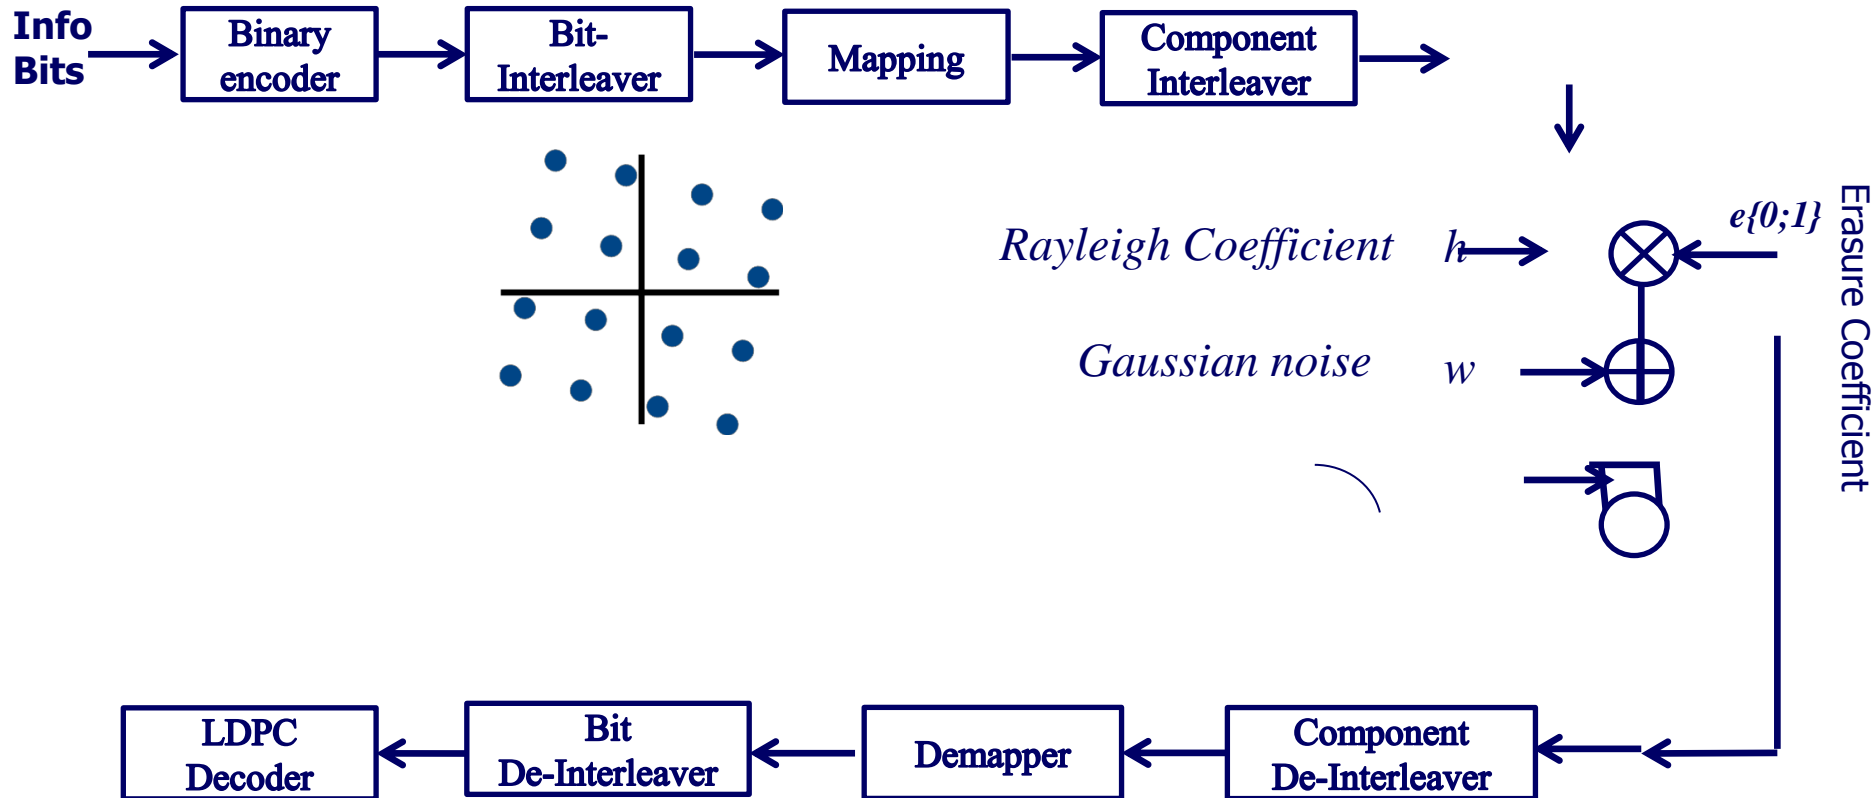 Info
Bits
Binary
encoder
Bit-
Interleaver
Mapping
Component
Interleaver
Rayleigh Coefficient h
e{0;1}
Erasure Coefficient
Gaussian noise w
LDPC
Decoder
Bit
De-Interleaver
Demapper
Component
De-Interleaver